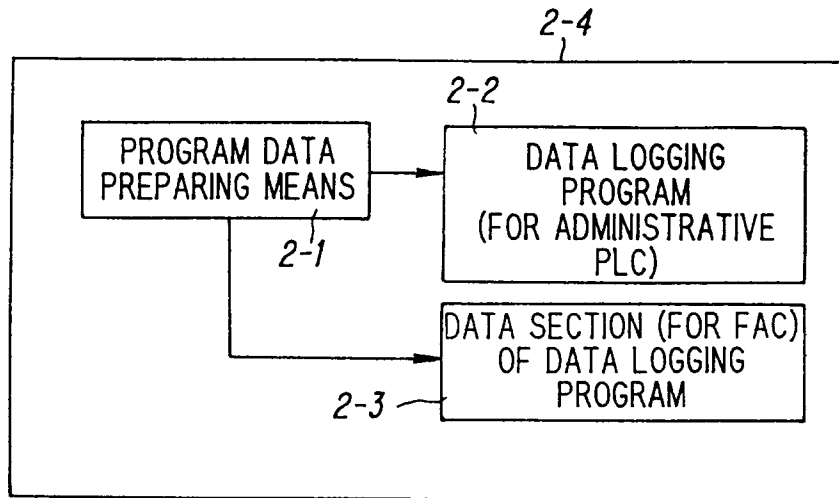 2-4
2-2
PROGRAM DATA
PREPARING MEANS
2-1
DATA LOGGING
PROGRAM
(FOR ADMINISTRATIVE
PLC)
DATA SECTION (FOR FAC)
OF DATA LOGGING
PROGRAM
2-3